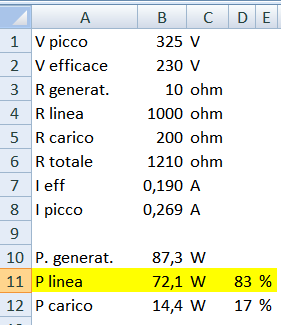 A B C D E
1 V picco 325 V
2 V efficace 230 V
3 R generat. 10 ohm
4 R linea 1000 ohm
5 R carico 200 ohm
6 R totale 1210 ohm
7 I eff 0,190 A
8 I picco 0,269 A
9
10 P. generat. 87,3 W
11 P linea 72,1 W 83 %
12 P carico 14,4 W 17 %